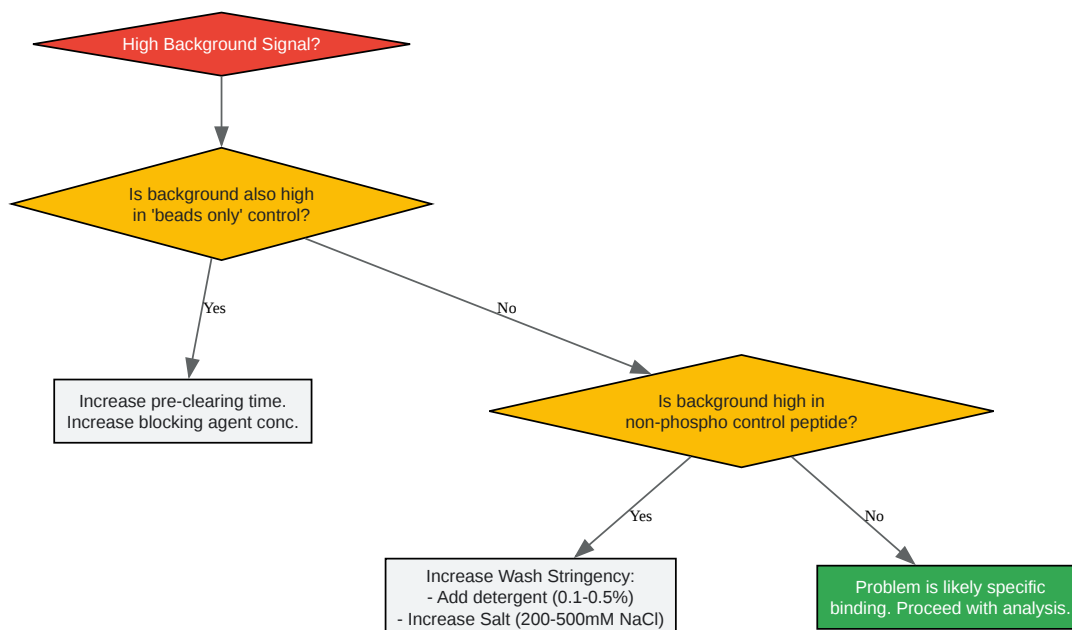 High Background Signal?
Is background also high
in 'beads only' control?
Yes
No
Increase pre-clearing time.
Increase blocking agent conc.
Is background high in
non-phospho control peptide?
Yes
No
Increase Wash Stringency:
- Add detergent (0.1-0.5%)
- Increase Salt (200-500mM NaCl)
Problem is likely specific
binding. Proceed with analysis.